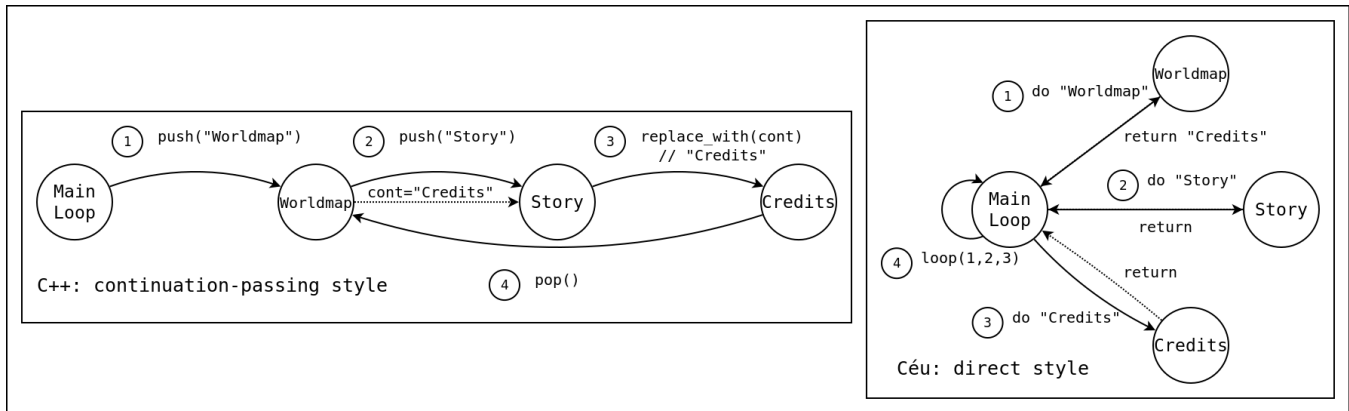 1 push("Worldmap")
2 push("Story")
3 replace_with(cont)
// "Credits"
Main
Loop
Worldmap
cont="Credits"
Story
Credits
4 pop()
C++: continuation-passing style
Worldmap
1 do "Worldmap"
return "Credits"
2 do "Story"
Main
Loop
Story
return
4 loop(1,2,3)
return
3 do "Credits"
Credits
Céu: direct style